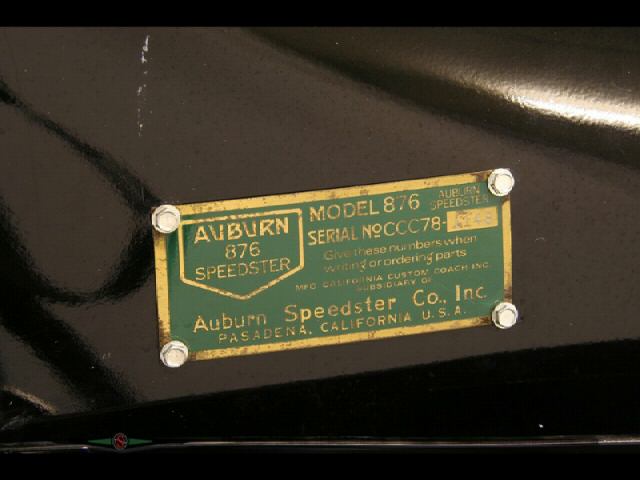 AUBURN
876
SPEEDSTER
MODEL 876
AUBURN
SPEEDSTER
SERIAL NO CCC78-
Give these numbers when
writing or ordering parts
MFG CALIFORNIA CUSTOM COACH INC.
SUBSIDIARY OF
Auburn Speedster Co., Inc
PASADENA, CALIFORNIA U.S.A.